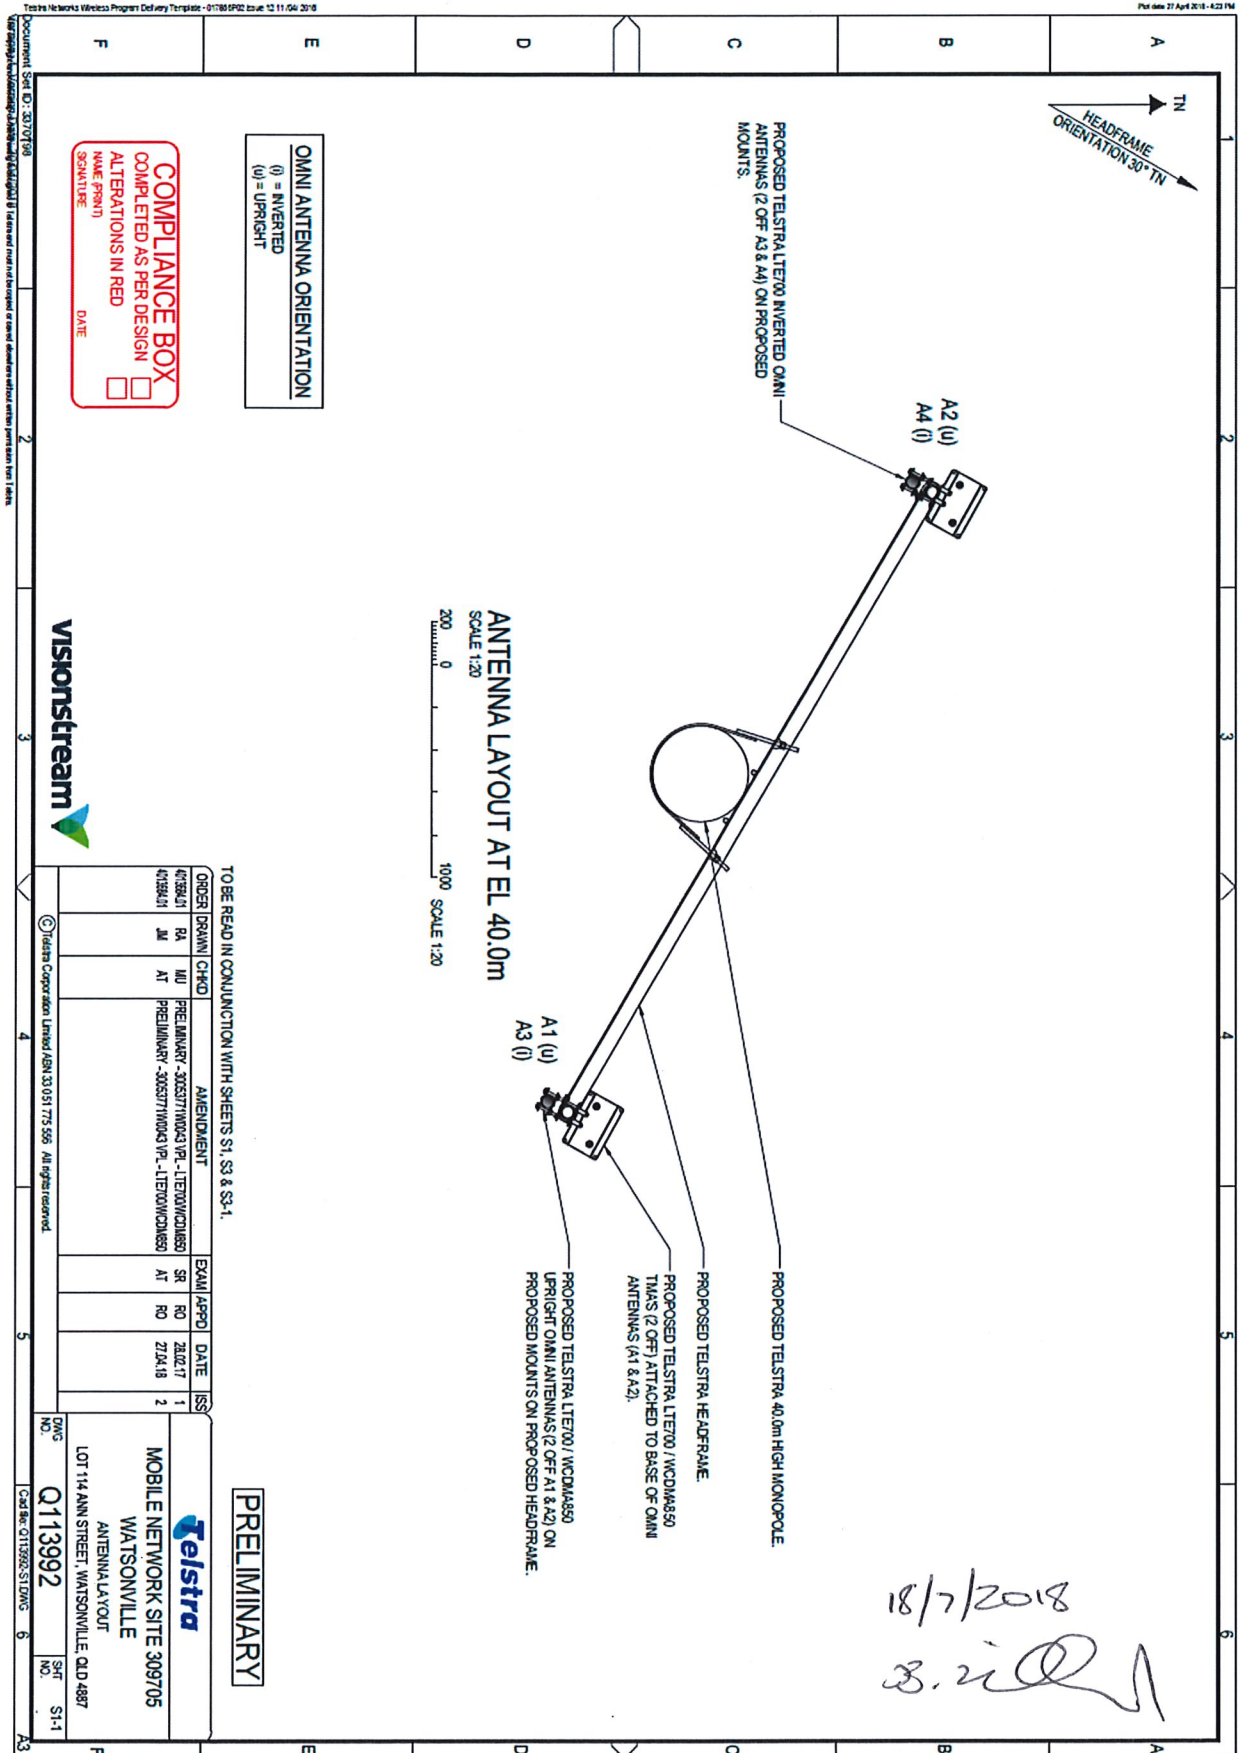 Telstra Networks Wireless Program Delivery Template - 017865P02 Issue 12 11 /04/ 2016
Plot date 27 April 2018 - 4:23 PM
Document Set ID: 3370798
F
E
D
C
B
A
1
2
3
4
5
6
TN
HEADFRAME
ORIENTATION 30° TN
PROPOSED TELSTRA LTE700 INVERTED OMNI
ANTENNAS (2 OFF A3 & A4) ON PROPOSED
MOUNTS.
A2 (u)
A4 (i)
OMNI ANTENNA ORIENTATION
(i) = INVERTED
(u) = UPRIGHT
COMPLIANCE BOX
COMPLETED AS PER DESIGN
ALTERATIONS IN RED
NAME (PRINT)
SIGNATURE
DATE
ANTENNA LAYOUT AT EL 40.0m
SCALE 1:20
200 0 1000 SCALE 1:20
A1 (u)
A3 (i)
PROPOSED TELSTRA 40.0m HIGH MONOPOLE.
PROPOSED TELSTRA HEADFRAME.
PROPOSED TELSTRA LTE700 / WCDMA850
TMAS (2 OFF) ATTACHED TO BASE OF OMNI
ANTENNAS (A1 & A2).
PROPOSED TELSTRA LTE700 / WCDMA850
UPRIGHT OMNI ANTENNAS (2 OFF A1 & A2) ON
PROPOSED MOUNTS ON PROPOSED HEADFRAME.
18/7/2018
PRELIMINARY
TO BE READ IN CONJUNCTION WITH SHEETS S1, S3 & S3-1.
visionstream
ORDER DRAWN CHKD AMENDMENT EXAM APPD DATE ISS
RA MU PRELIMINARY - 30053771W0043 VPL - LTE700/WCDM850 SR RO 28.02.17 1
JM AT PRELIMINARY - 30053771W0043 VPL - LTE700/WCDM850 AT RO 27.04.18 2
© Telstra Corporation Limited ABN 33 051 775 556 All rights reserved.
Telstra
MOBILE NETWORK SITE 309705
WATSONVILLE
ANTENNA LAYOUT
LOT 114 ANN STREET, WATSONVILLE, QLD 4887
DWG NO. Q113992
SHT NO. S1-1
Cad file: Q113992-S1.DWG
A3